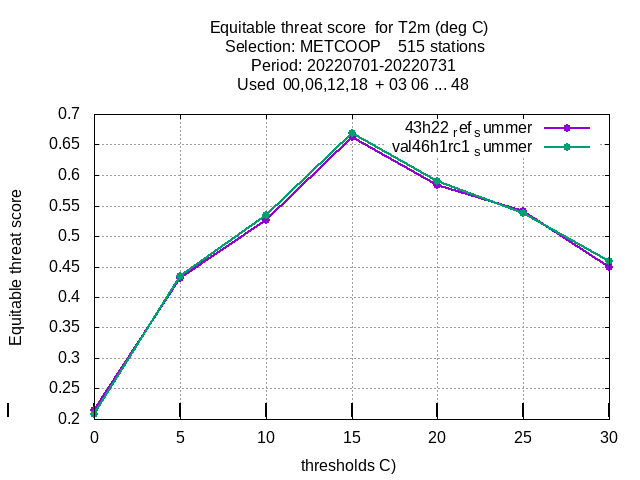 Equitable threat score for T2m (deg C)
Selection: METCOOP 515 stations
Period: 20220701-20220731
Used 00,06,12,18 + 03 06 ... 48
0.7
0.65
0.6
0.55
0.5
0.45
0.4
0.35
0.3
0.25
0.2
Equitable threat score
43h22 ref summer
val46h1rc1 summer
0 5 10 15 20 25 30
thresholds C)